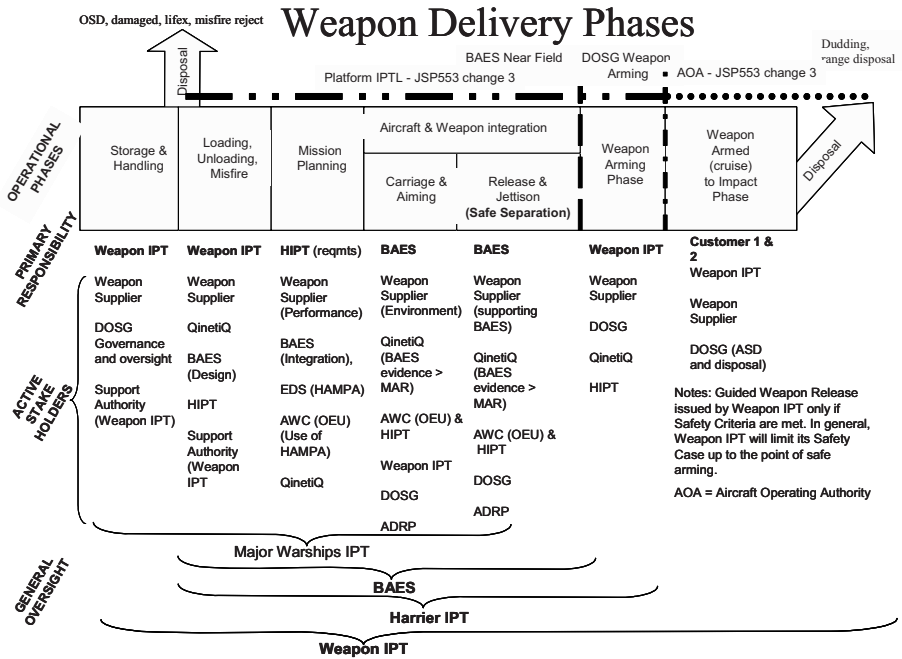 OSD, damaged, lifex, misfire reject
Weapon Delivery Phases
Disposal
Platform IPTL - JSP553 change 3
BAES Near Field
DOSG Weapon
Arming
AOA - JSP553 change 3
Dudding,
range disposal
OPERATIONAL
PHASES
Storage &
Handling
Loading,
Unloading,
Misfire
Mission
Planning
Aircraft & Weapon integration
Carriage &
Aiming
Release &
Jettison
(Safe Separation)
Weapon
Arming
Phase
Weapon
Armed
(cruise)
to Impact
Phase
Disposal
PRIMARY
RESPONSIBILITY
Weapon IPT
Weapon IPT
HIPT (reqmts)
BAES
BAES
Weapon IPT
Customer 1 &
2
ACTIVE
STAKE
HOLDERS
Weapon
Supplier
DOSG
Governance
and oversight
Support
Authority
(Weapon IPT)
Weapon
Supplier
QinetiQ
BAES
(Design)
HIPT
Support
Authority
(Weapon
IPT
Weapon
Supplier
(Performance)
BAES
(Integration),
EDS (HAMPA)
AWC (OEU)
(Use of
HAMPA)
QinetiQ
Weapon
Supplier
(Environment)
QinetiQ
(BAES
evidence >
MAR)
AWC (OEU) &
HIPT
Weapon IPT
DOSG
ADRP
Weapon
Supplier
(supporting
BAES)
QinetiQ
(BAES
evidence >
MAR)
AWC (OEU) &
HIPT
DOSG
ADRP
Weapon
Supplier
DOSG
QinetiQ
HIPT
Weapon IPT
Weapon
Supplier
DOSG (ASD
and disposal)
Notes: Guided Weapon Release
issued by Weapon IPT only if
Safety Criteria are met. In general,
Weapon IPT will limit its Safety
Case up to the point of safe
arming.
AOA = Aircraft Operating Authority
GENERAL
OVERSIGHT
Major Warships IPT
BAES
Harrier IPT
Weapon IPT